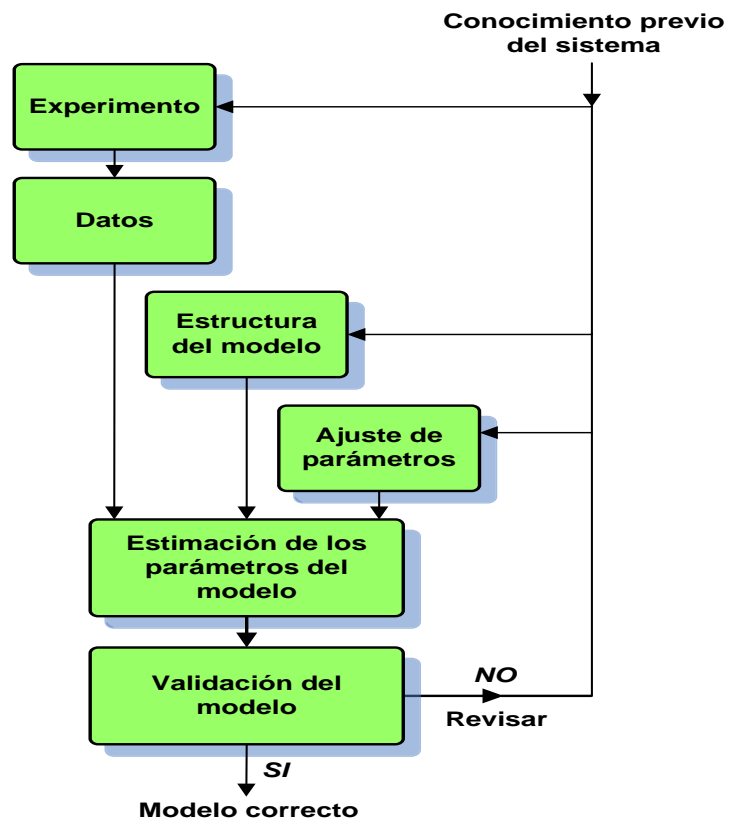 Conocimiento previo
del sistema
Experimento
Datos
Estructura
del modelo
Ajuste de
parámetros
Estimación de los
parámetros del
modelo
Validación del
modelo
NO
Revisar
SI
Modelo correcto